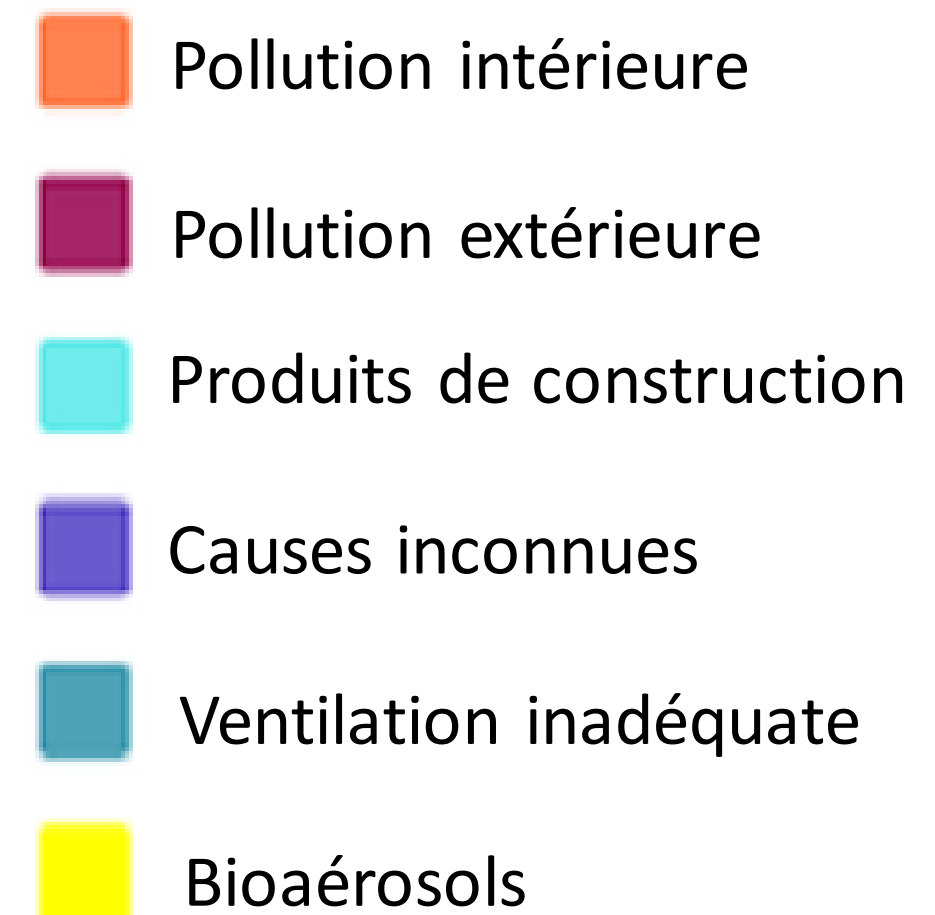 Pollution intérieure
Pollution extérieure
Produits de construction
Causes inconnues
Ventilation inadéquate
Bioaérosols